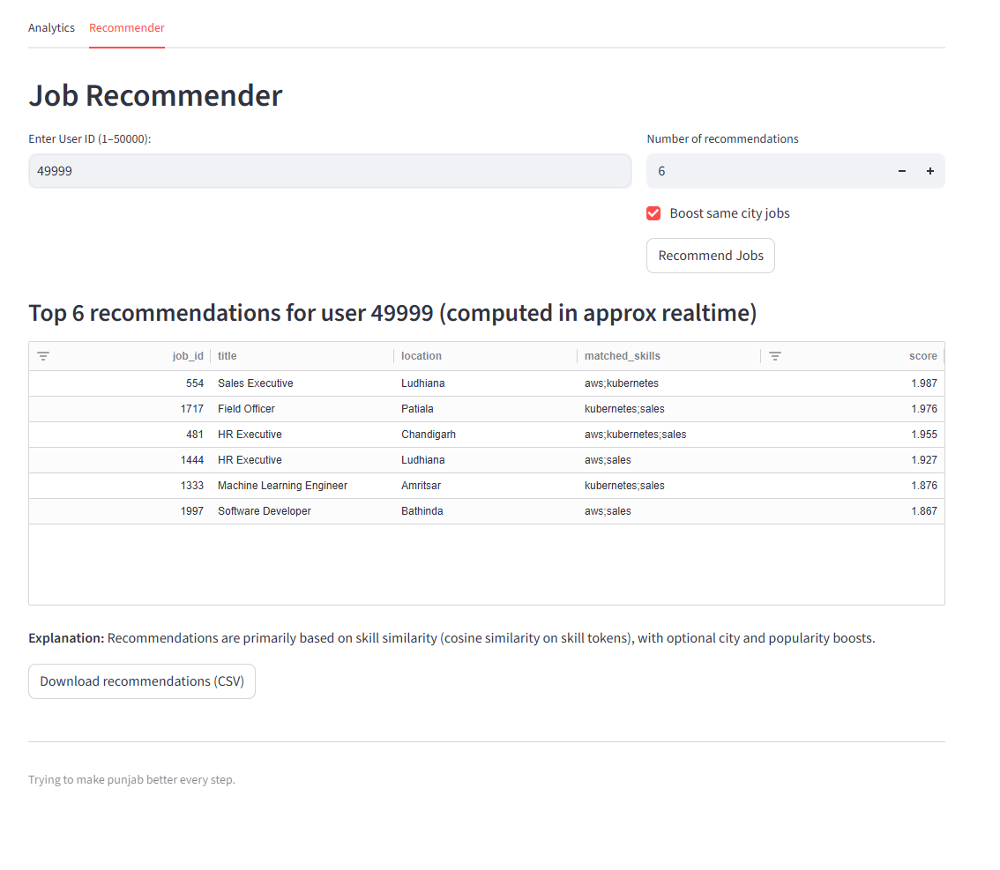 Analytics Recommender
Job Recommender
Enter User ID (1–50000): Number of recommendations
49999 6 − +
Boost same city jobs
Recommend Jobs
Top 6 recommendations for user 49999 (computed in approx realtime)
job_id title location matched_skills score
554 Sales Executive Ludhiana aws;kubernetes 1.987
1717 Field Officer Patiala kubernetes;sales 1.976
481 HR Executive Chandigarh aws;kubernetes;sales 1.955
1444 HR Executive Ludhiana aws;sales 1.927
1333 Machine Learning Engineer Amritsar kubernetes;sales 1.876
1997 Software Developer Bathinda aws;sales 1.867
Explanation: Recommendations are primarily based on skill similarity (cosine similarity on skill tokens), with optional city and popularity boosts.
Download recommendations (CSV)
Trying to make punjab better every step.